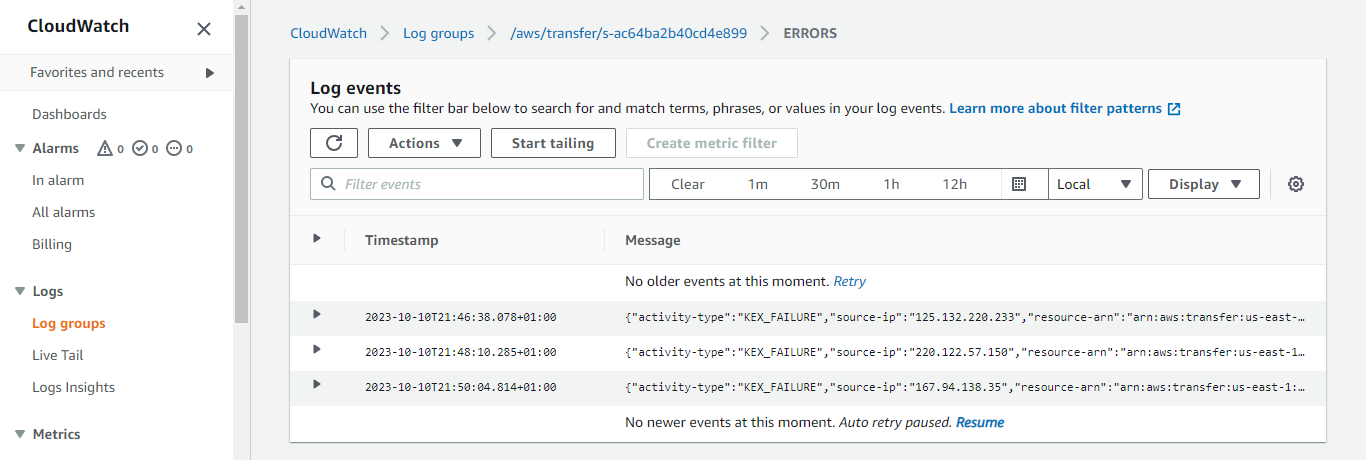 CloudWatch
Favorites and recents
Dashboards
Alarms 0 0 0
In alarm
All alarms
Billing
Logs
Log groups
Live Tail
Logs Insights
Metrics
CloudWatch Log groups /aws/transfer/s-ac64ba2b40cd4e899 ERRORS
Log events
You can use the filter bar below to search for and match terms, phrases, or values in your log events. Learn more about filter patterns
Actions Start tailing Create metric filter
Filter events Clear 1m 30m 1h 12h Local Display
Timestamp Message
No older events at this moment. Retry
2023-10-10T21:46:38.078+01:00 {"activity-type":"KEX_FAILURE","source-ip":"125.132.220.233","resource-arn":"arn:aws:transfer:us-east-…
2023-10-10T21:48:10.285+01:00 {"activity-type":"KEX_FAILURE","source-ip":"220.122.57.150","resource-arn":"arn:aws:transfer:us-east-1…
2023-10-10T21:50:04.814+01:00 {"activity-type":"KEX_FAILURE","source-ip":"167.94.138.35","resource-arn":"arn:aws:transfer:us-east-1:…
No newer events at this moment. Auto retry paused. Resume